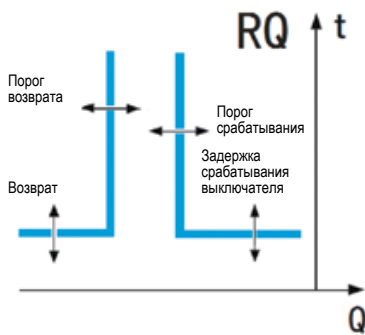 RQ
t
Порог
возврата
Порог
срабатывания
Задержка
срабатывания
выключателя
Возврат
Q